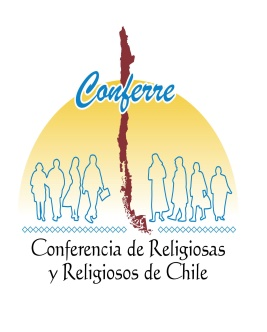 Conferre
Conferencia de Religiosas
y Religiosos de Chile